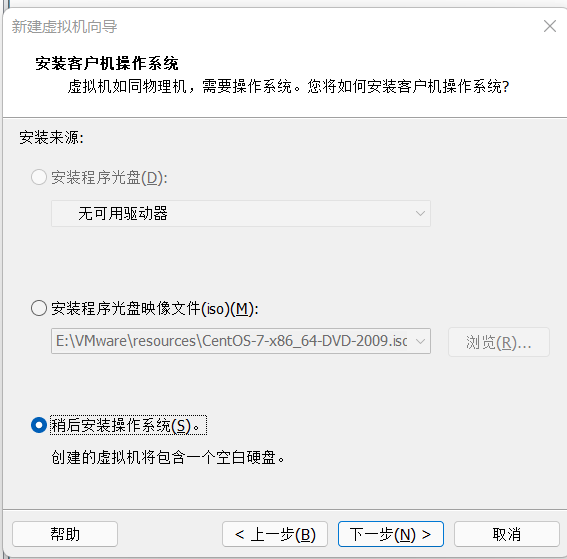 新建虚拟机向导
安装客户机操作系统
虚拟机如同物理机，需要操作系统。您将如何安装客户机操作系统?
安装来源:
安装程序光盘(D):
无可用驱动器
安装程序光盘映像文件(iso)(M):
E:\VMware\resources\CentOS-7-x86_64-DVD-2009.iso
浏览(R)...
稍后安装操作系统(S)。
创建的虚拟机将包含一个空白硬盘。
帮助
< 上一步(B)
下一步(N) >
取消